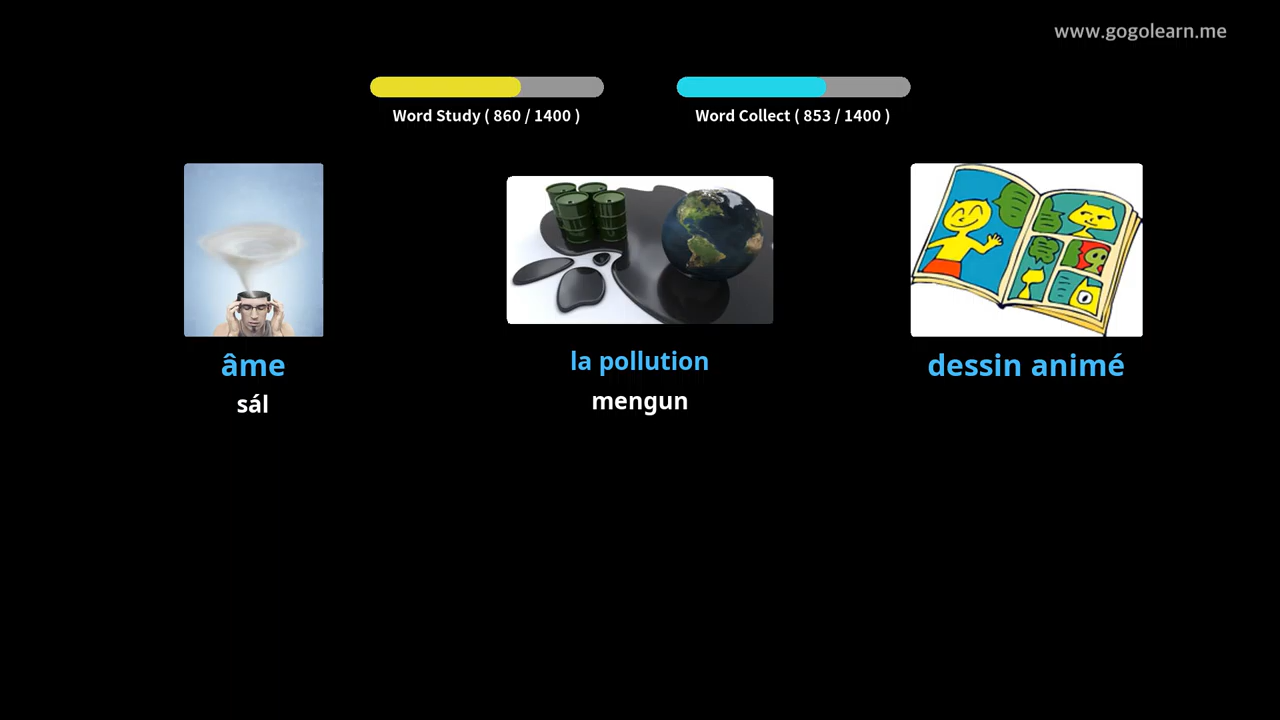 www.gogolearn.me
Word Study ( 860 / 1400 )
Word Collect ( 853 / 1400 )
âme
la pollution
dessin animé
sál
mengun